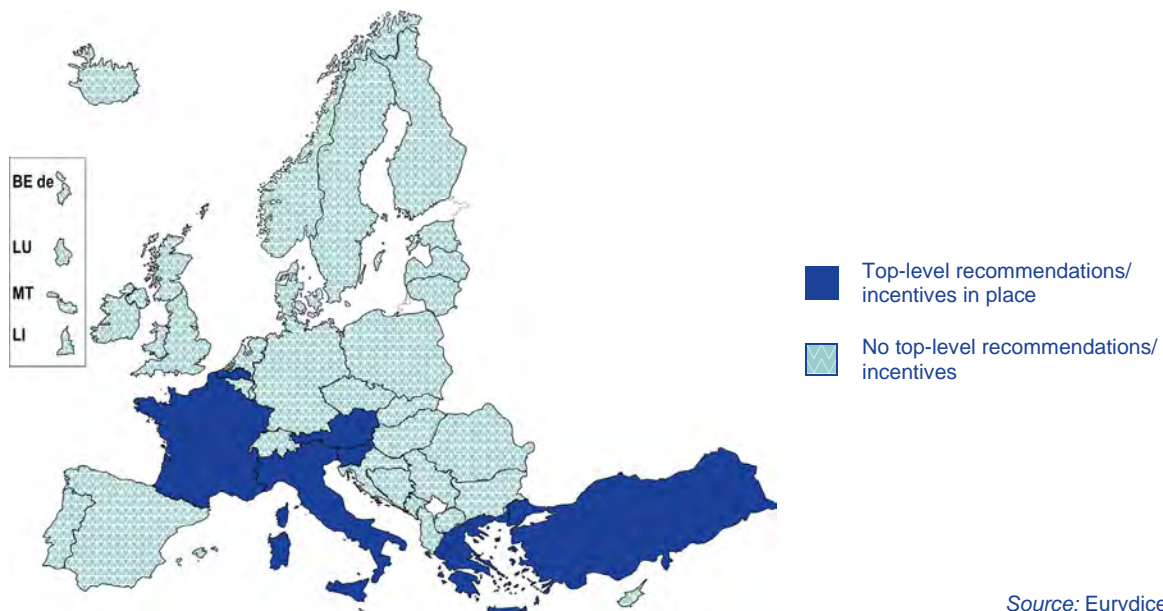 BE de
LU
MT
LI
Top-level recommendations/
incentives in place
No top-level recommendations/
incentives
Source: Eurydice